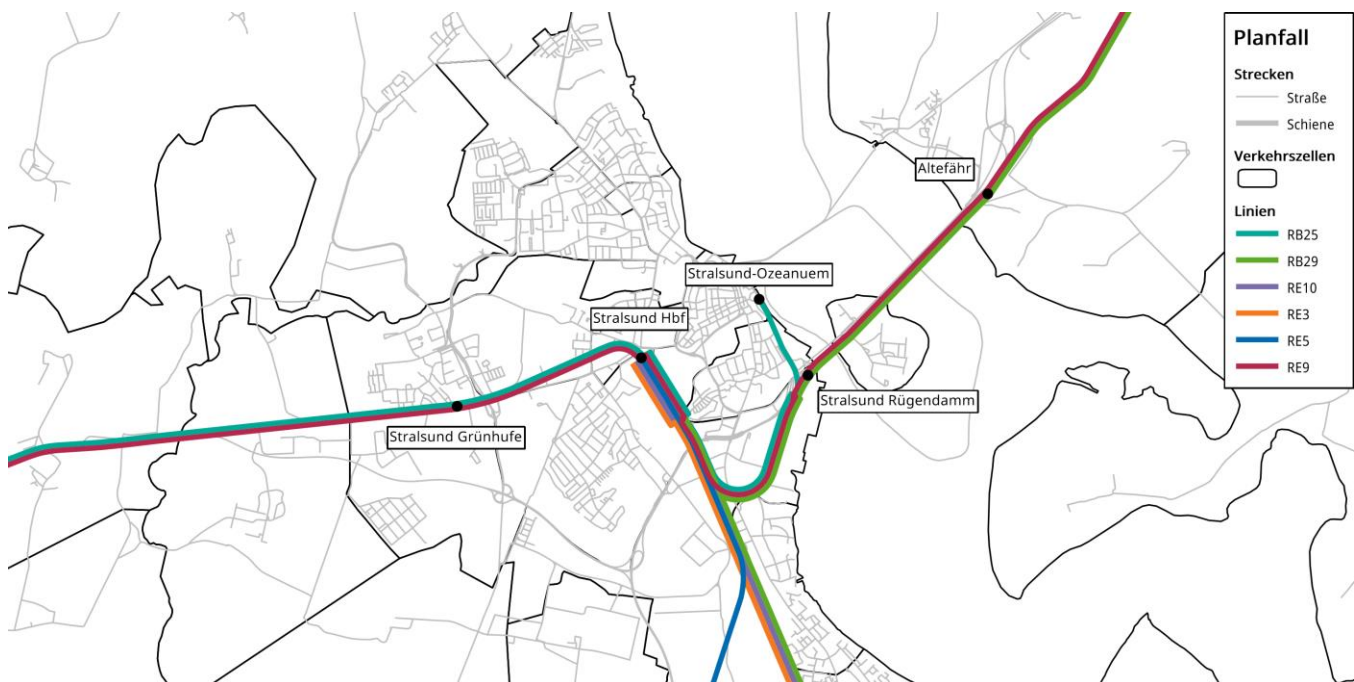 Planfall
Strecken
Straße
Schiene
Verkehrszellen
Linien
RB25
RB29
RE10
RE3
RE5
RE9
Altefähr
Stralsund-Ozeanuem
Stralsund Hbf
Stralsund Rügendamm
Stralsund Grünhufe